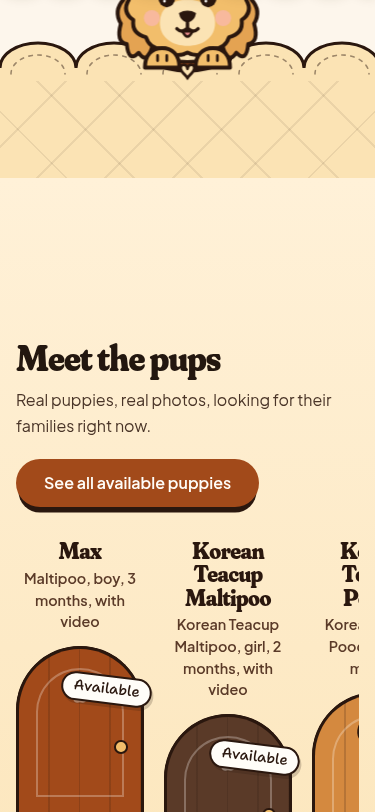 Meet the pups
Real puppies, real photos, looking for their
families right now.
See all available puppies
Max
Maltipoo, boy, 3
months, with
video
Available
Korean
Teacup
Maltipoo
Korean Teacup
Maltipoo, girl, 2
months, with
video
Available